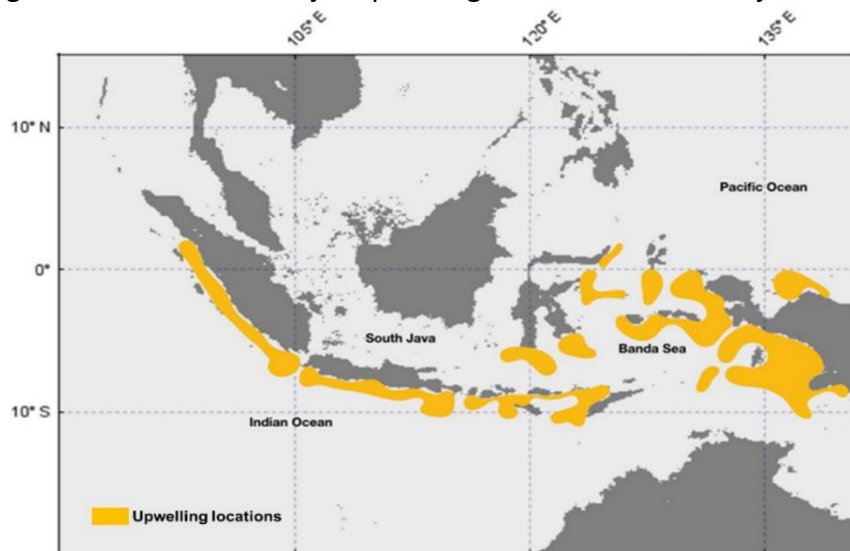 105° E
120° E
135° E
10° N
Pacific Ocean
0°
South Java
Banda Sea
10° S
Indian Ocean
Upwelling locations